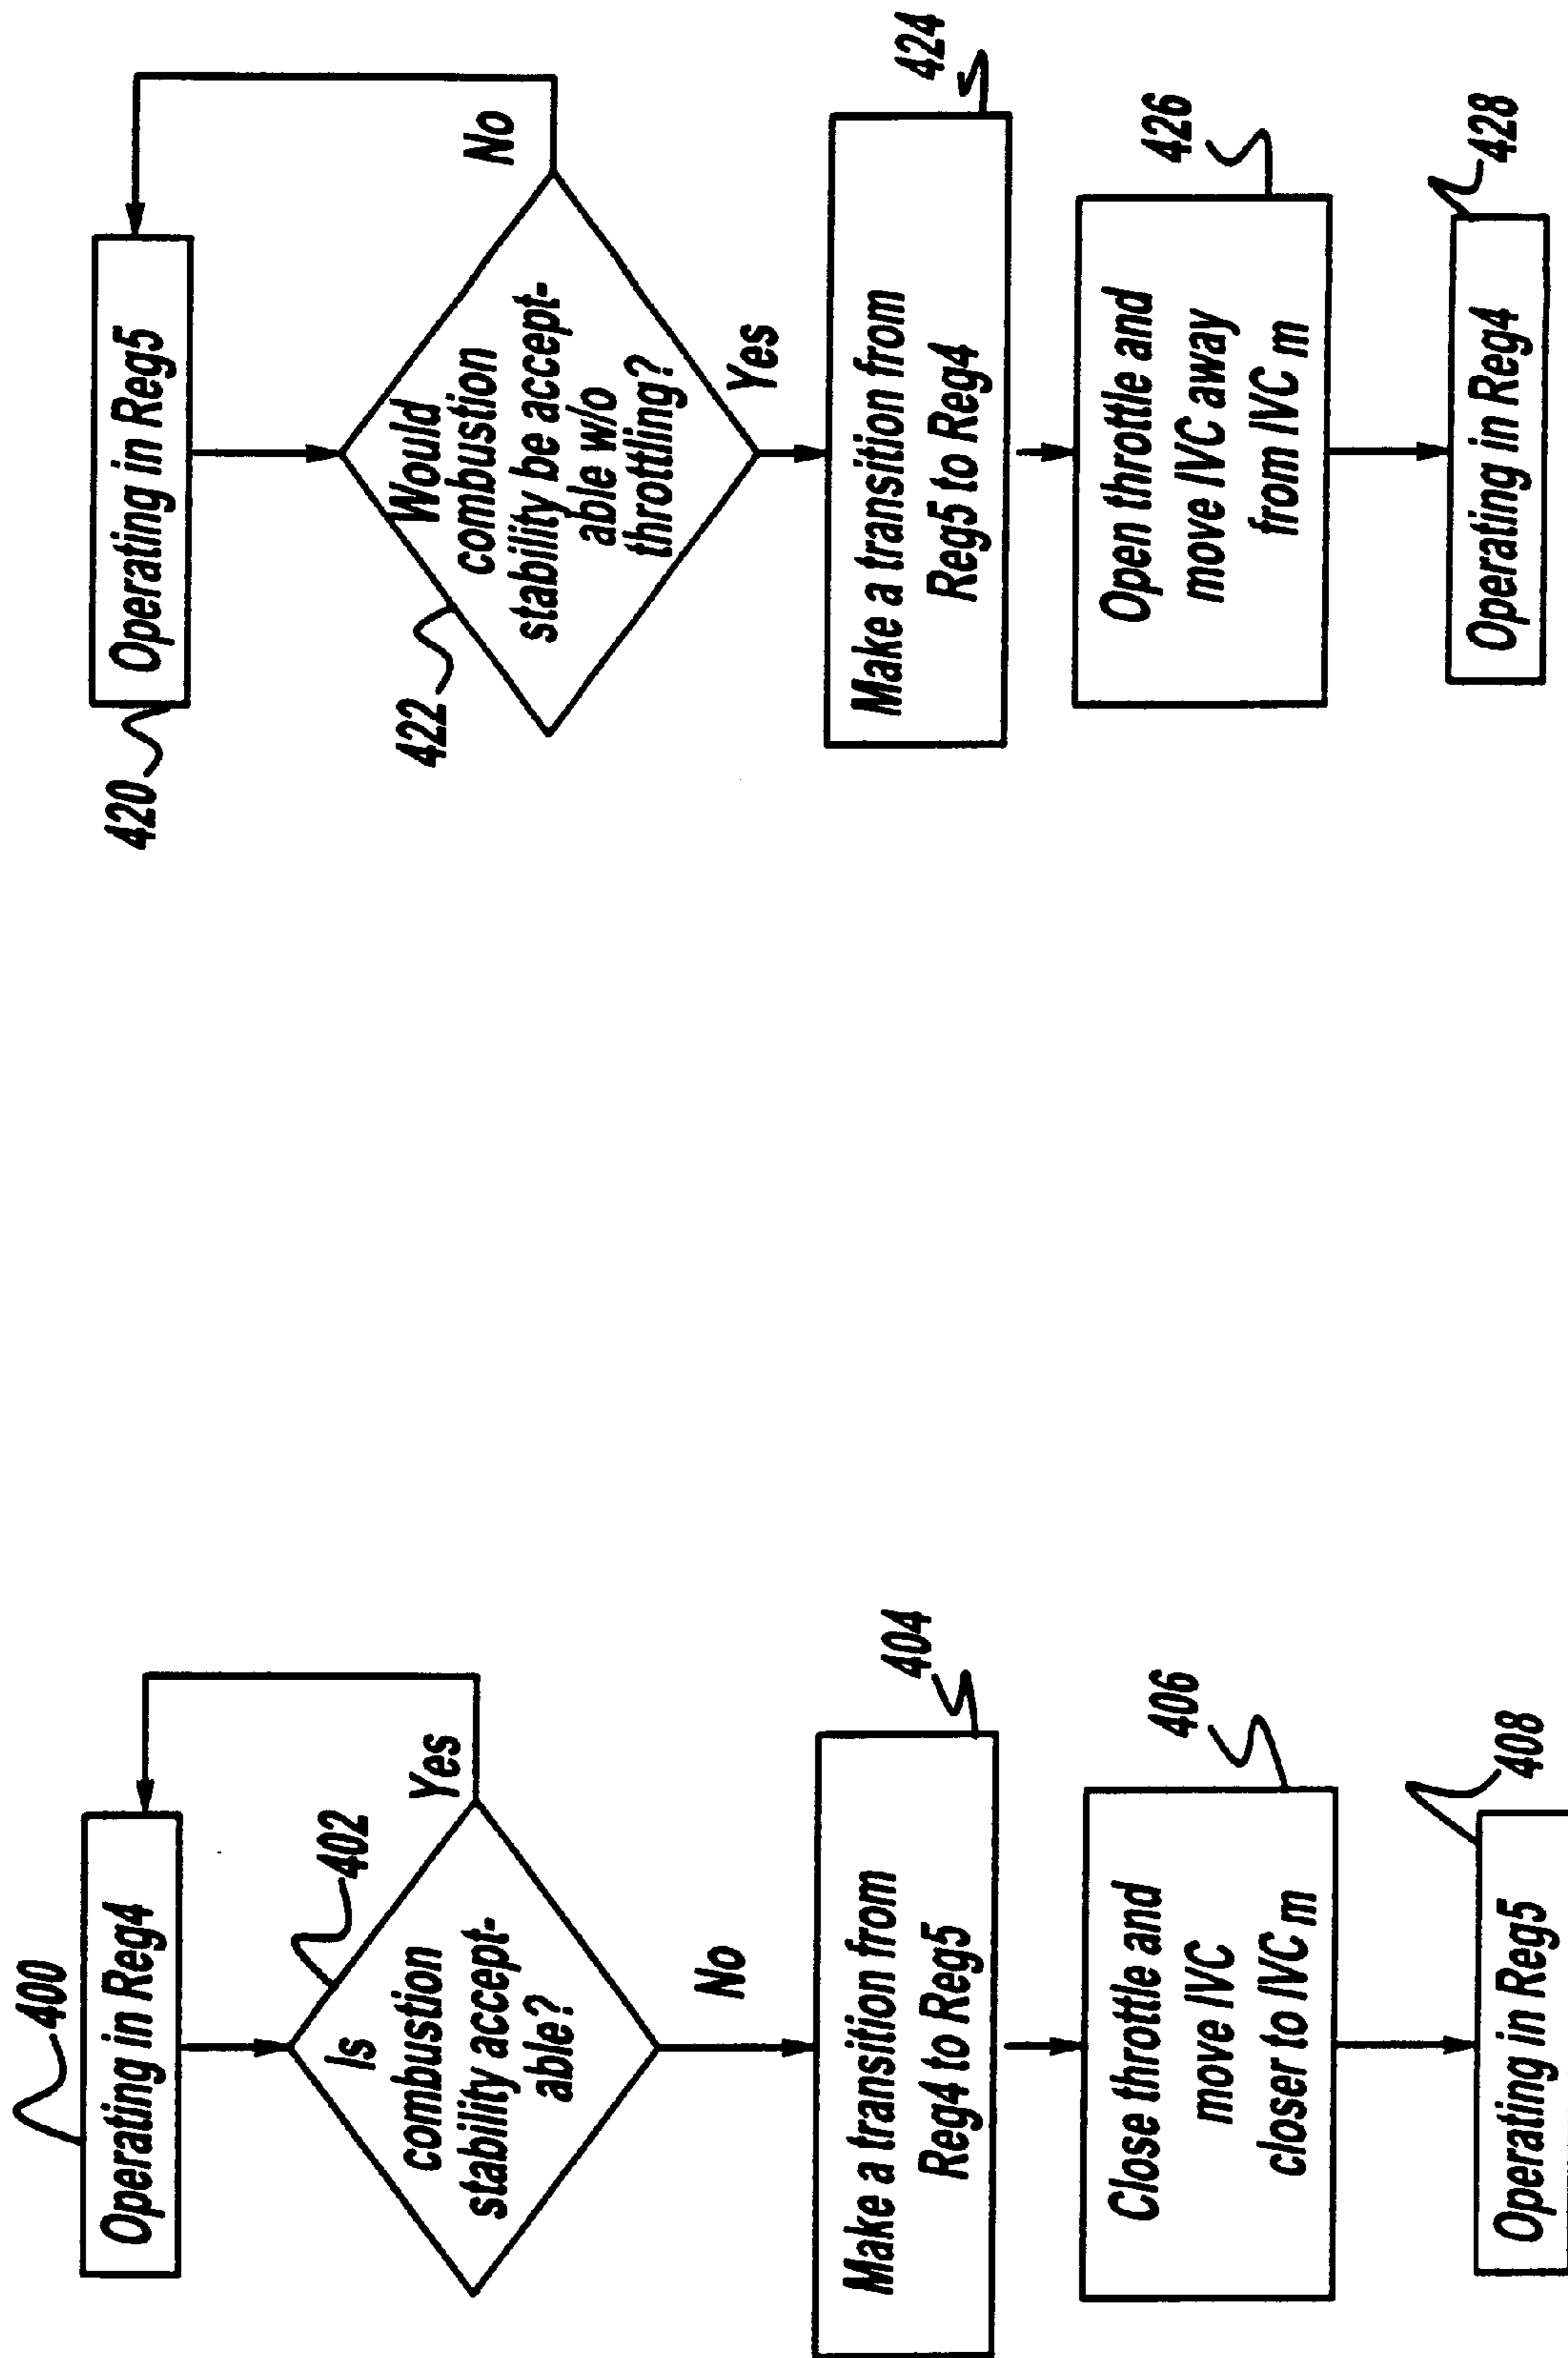 400
Operating in Reg4
402
Is
combustion
stability accept-
able?
Yes
No
404
Make a transition from
Reg4 to Reg5
406
Close throttle and
move IVC
closer to IVC m
408
Operating in Reg5
420
Operating in Reg5
422
Would
combustion
stability be accept-
able w/o
throttling?
No
Yes
424
Make a transition from
Reg5 to Reg4
426
Open throttle and
move IVC away
from IVC m
428
Operating in Reg4